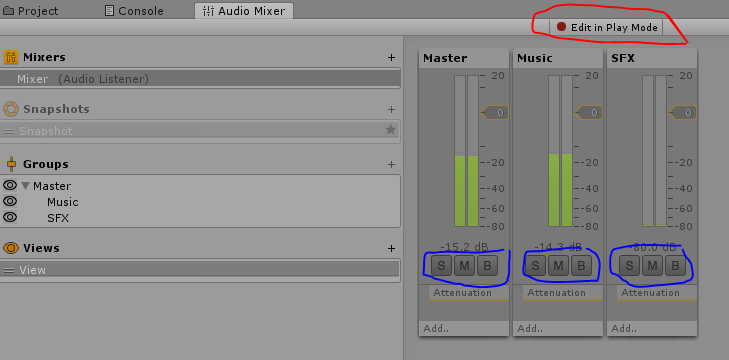 Project Console Audio Mixer
Edit in Play Mode
Mixers +
Mixer (Audio Listener)
Snapshots +
Snapshot
Groups +
Master
Music
SFX
Views +
View
Master
20
0
-20
-40
-60
-80
-15.2 dB
S M B
Attenuation
Add..
Music
20
0
-20
-40
-60
-80
-14.3 dB
S M B
Attenuation
Add..
SFX
20
0
-20
-40
-60
-80
-80.0 dB
S M B
Attenuation
Add..